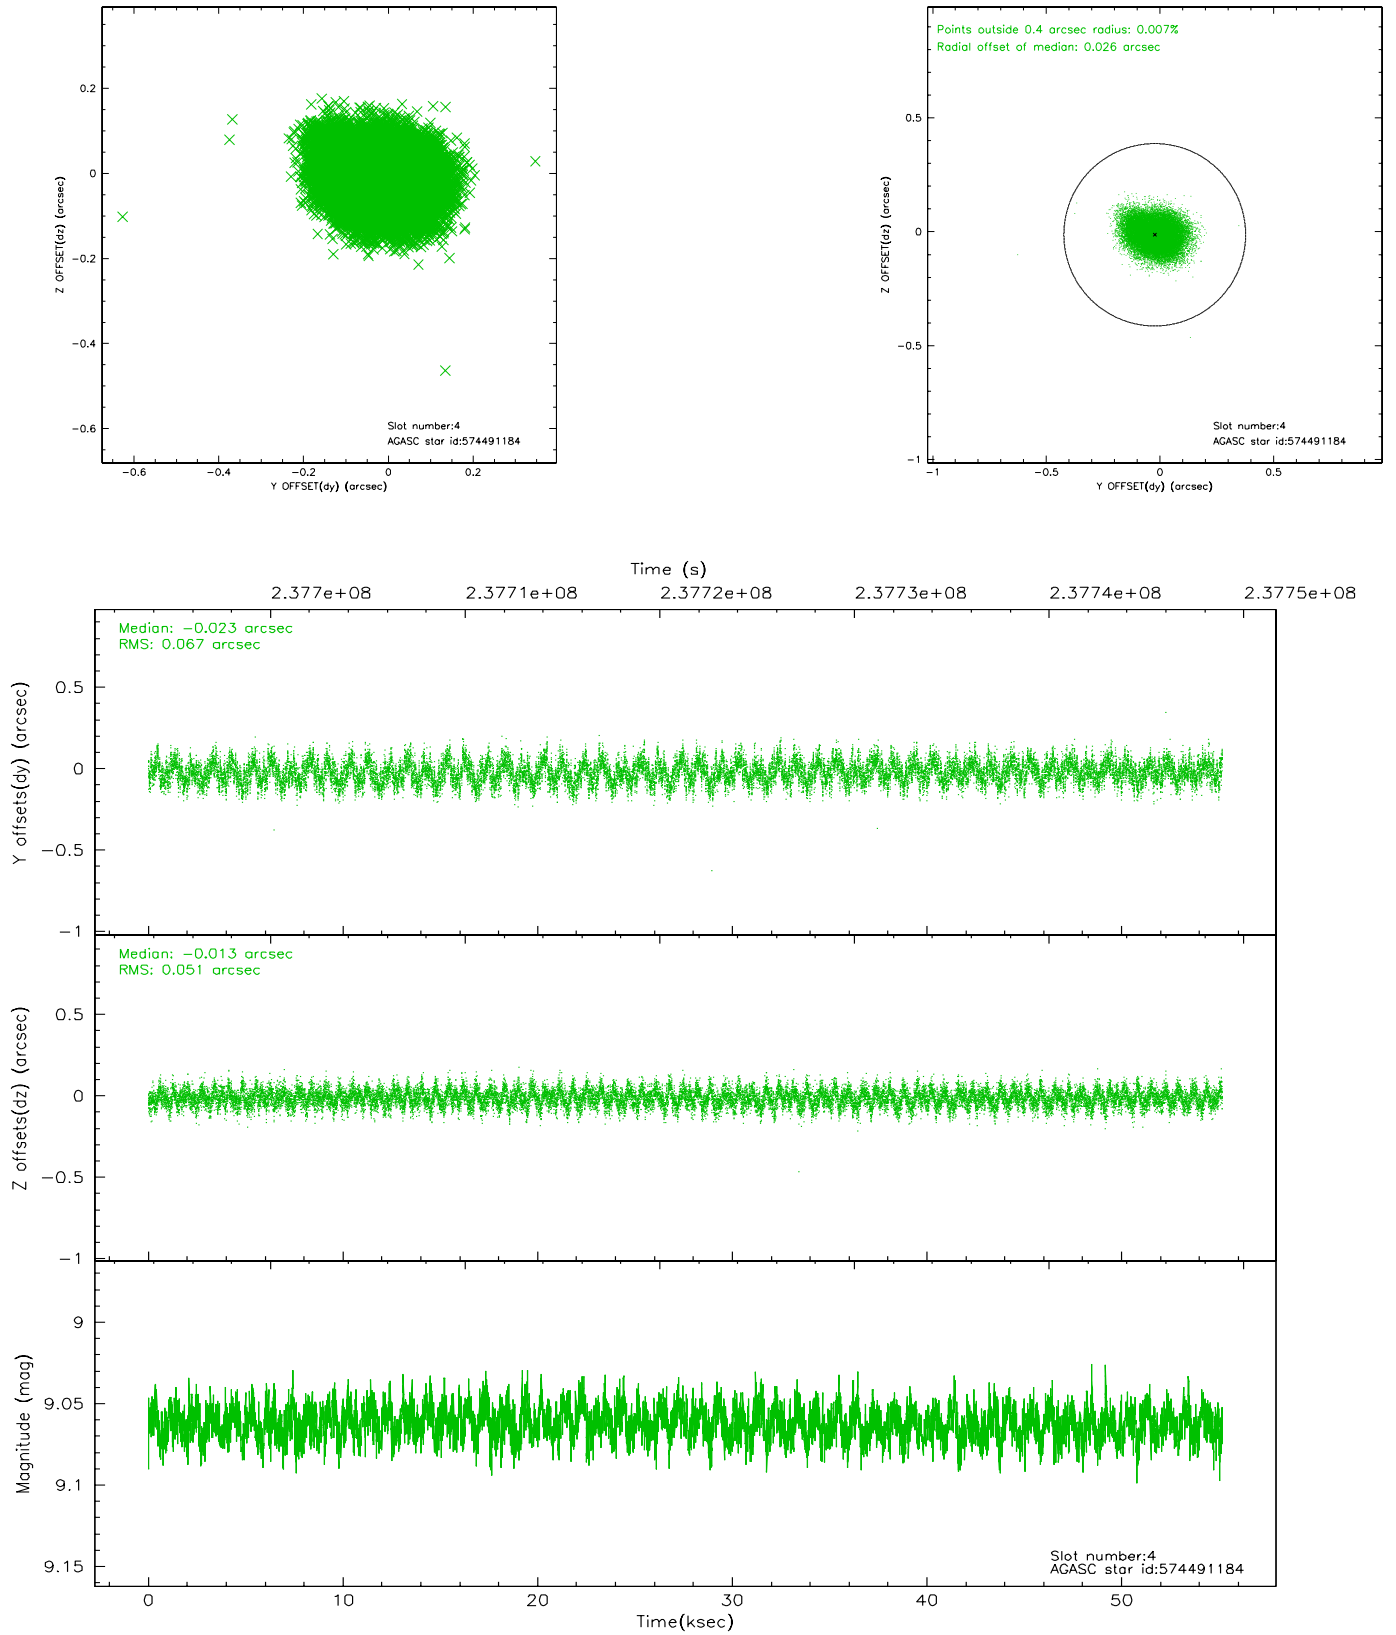 0.2
0
−0.2
−0.4
−0.6
Z OFFSET(dz) (arcsec)
Slot number:4
AGASC star id:574491184
−0.6
−0.4
−0.2
0
0.2
Y OFFSET(dy) (arcsec)
Points outside 0.4 arcsec radius: 0.007%
Radial offset of median: 0.026 arcsec
0.5
0
−0.5
−1
Z OFFSET(dz) (arcsec)
Slot number:4
AGASC star id:574491184
−1
−0.5
0
0.5
Y OFFSET(dy) (arcsec)
Time (s)
2.377e+08
2.3771e+08
2.3772e+08
2.3773e+08
2.3774e+08
2.3775e+08
Median: −0.023 arcsec
RMS: 0.067 arcsec
0.5
0
−0.5
−1
Y offsets(dy) (arcsec)
Median: −0.013 arcsec
RMS: 0.051 arcsec
0.5
0
−0.5
−1
Z offsets(dz) (arcsec)
9
9.05
9.1
9.15
Magnitude (mag)
Slot number:4
AGASC star id:574491184
0
10
20
30
40
50
Time(ksec)